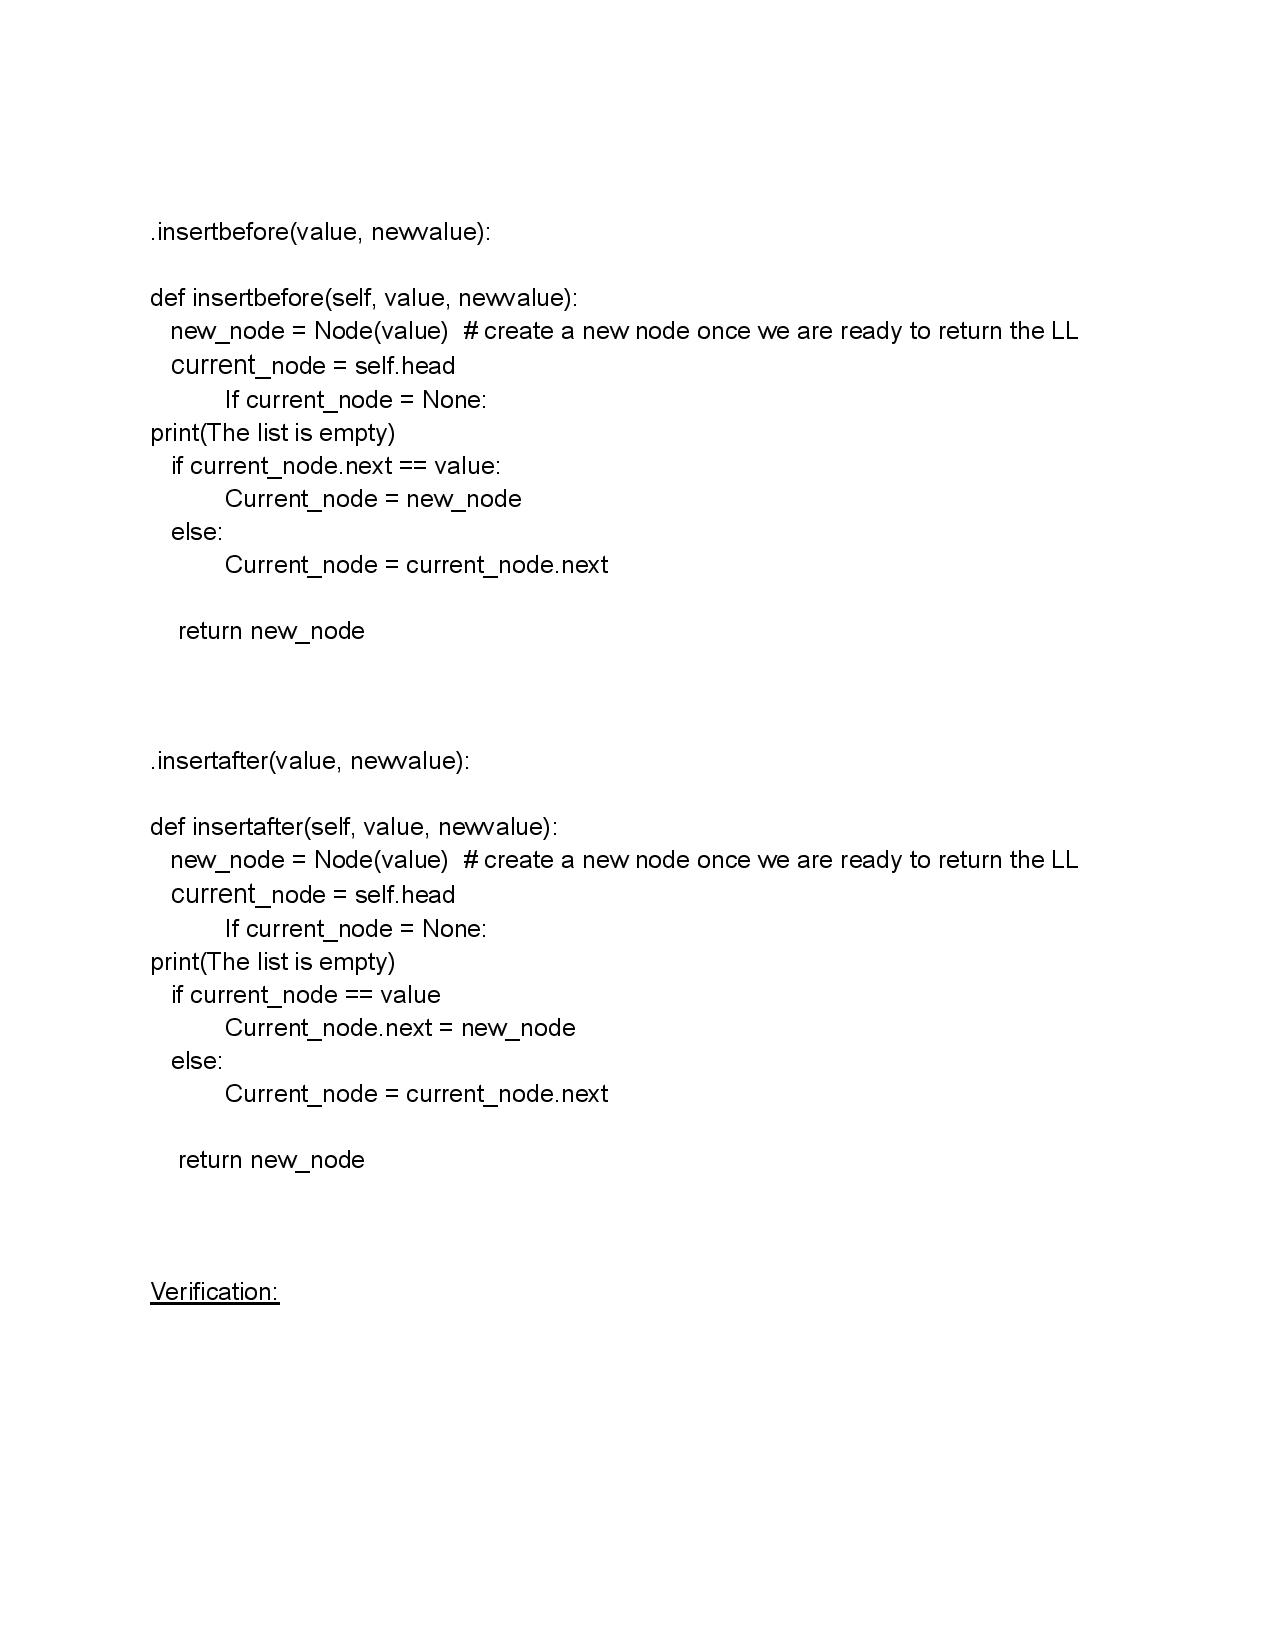 .insertbefore(value, newvalue):
def insertbefore(self, value, newvalue):
new_node = Node(value) # create a new node once we are ready to return the LL
current_node = self.head
If current_node = None:
print(The list is empty)
if current_node.next == value:
Current_node = new_node
else:
Current_node = current_node.next
return new_node
.insertafter(value, newvalue):
def insertafter(self, value, newvalue):
new_node = Node(value) # create a new node once we are ready to return the LL
current_node = self.head
If current_node = None:
print(The list is empty)
if current_node == value
Current_node.next = new_node
else:
Current_node = current_node.next
return new_node
Verification: